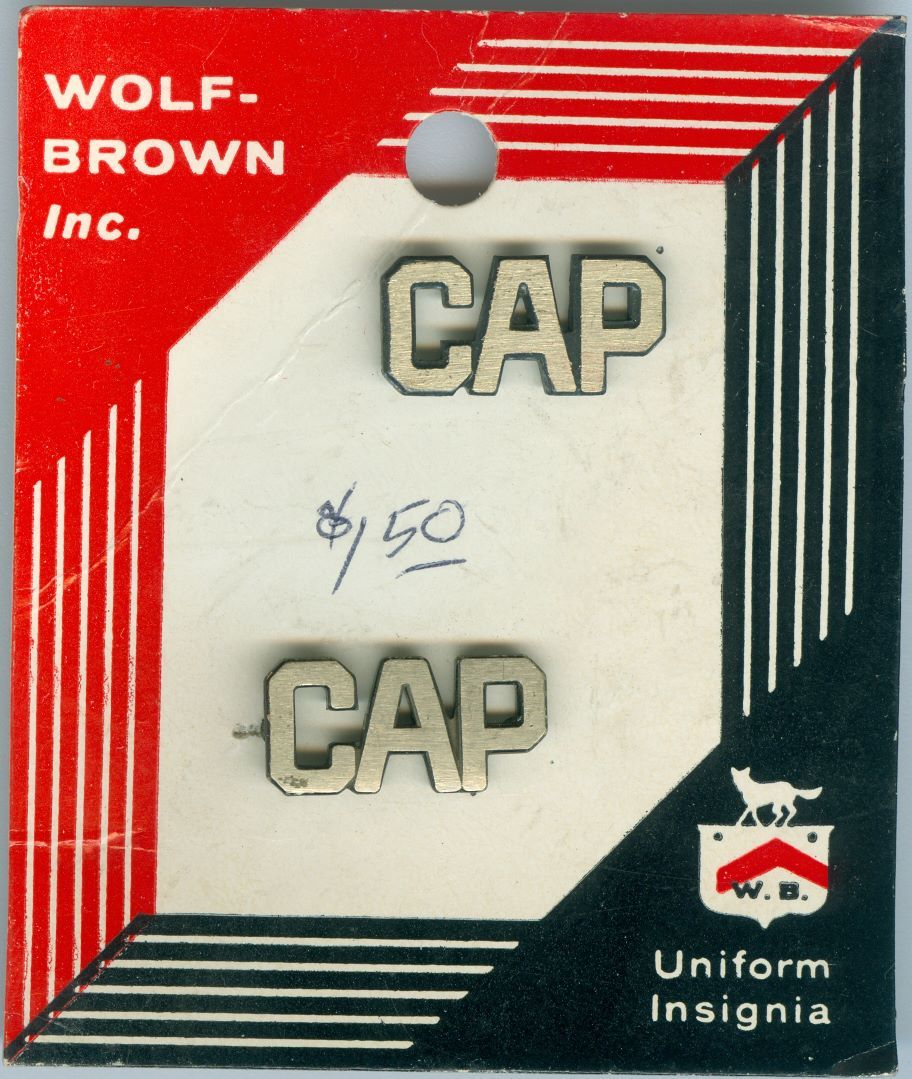 WOLF-
BROWN
Inc.
CAP
$1.50
CAP
W. B.
Uniform
Insignia